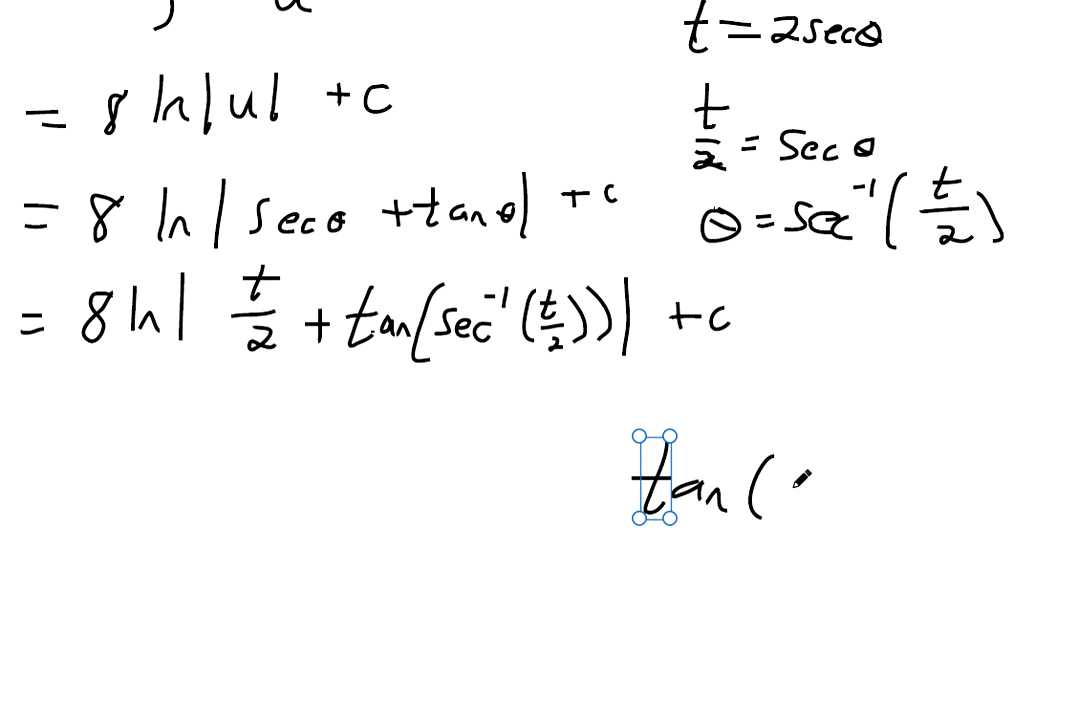 t = 2secθ
= 8 ln|u| + c
t/2 = sec θ
= 8 ln|secθ + tanθ| + c
θ = sec⁻¹(t/2)
= 8 ln| t/2 + tan(sec⁻¹(t/2))| + c
tan(